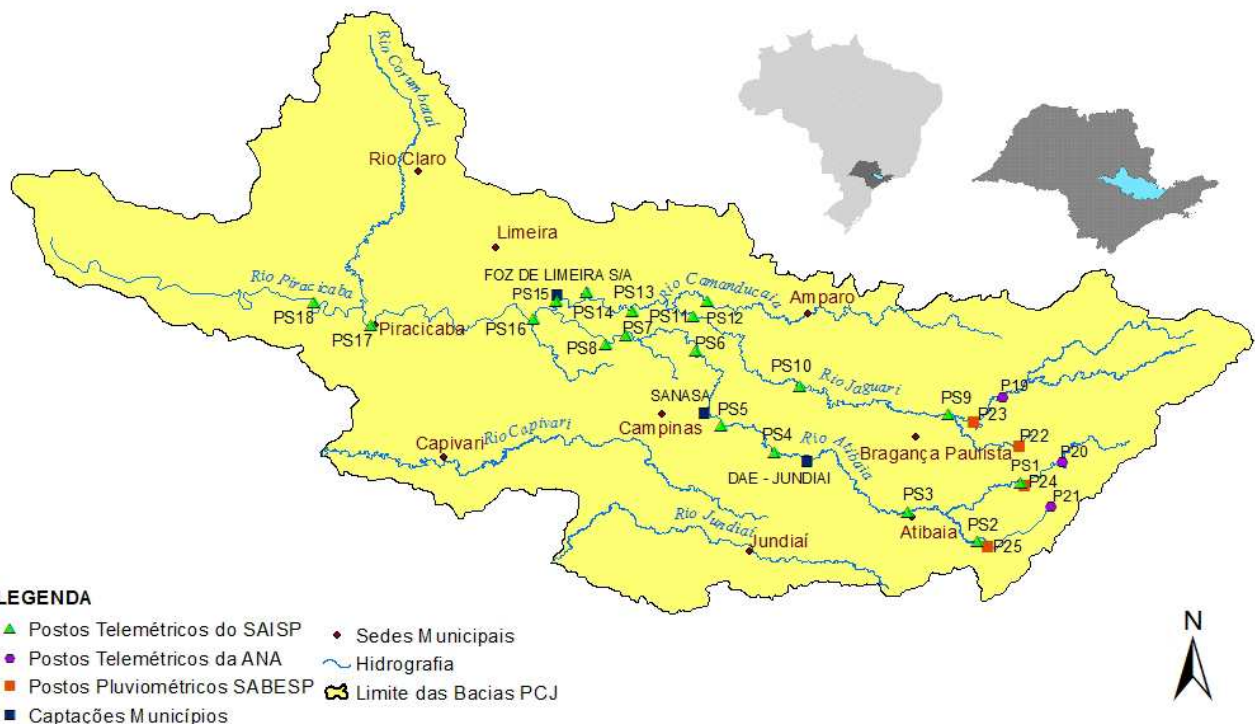 Rio Corumbataí
Rio Claro
Limeira
FOZ DE LIMEIRA S/A
Rio Piracicaba
PS15
PS13
Rio Camanducaia
Amparo
PS18
PS14
PS11
PS12
PS16
PS17
Piracicaba
PS7
PS8
PS6
PS10
Rio Jaguari
P19
PS9
P23
SANASA
PS5
Campinas
P22
Capivari
Rio Capivari
PS4
Rio Atibaia
Bragança Paulista
P20
DAE - JUNDIAI
PS1
P24
P21
PS3
Rio Jundiaí
Atibaia
PS2
Jundiaí
P25
LEGENDA
Postos Telemétricos do SAISP
Sedes Municipais
Postos Telemétricos da ANA
Hidrografia
Postos Pluviométricos SABESP
Limite das Bacias PCJ
Captações Municípios
N